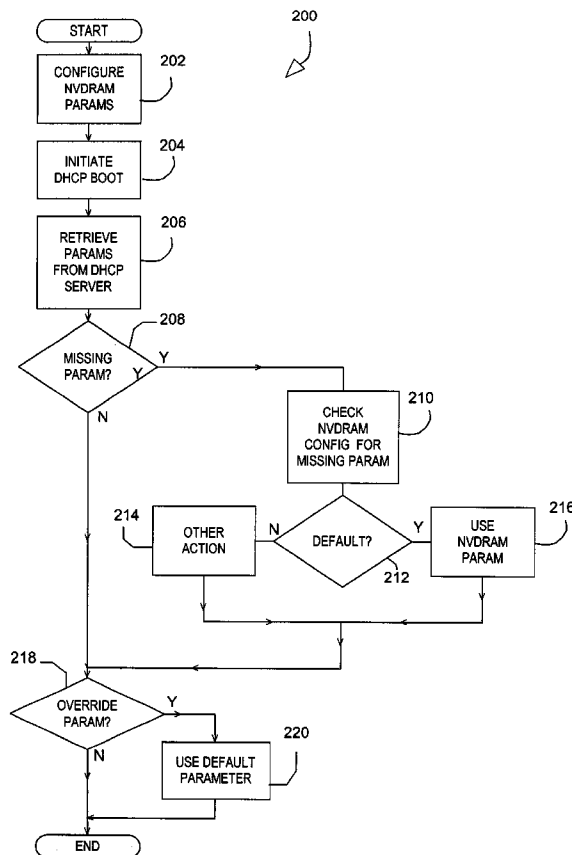 START
200
CONFIGURE
NVDRAM
PARAMS
202
INITIATE
DHCP BOOT
204
RETRIEVE
PARAMS
FROM DHCP
SERVER
206
MISSING
PARAM?
208
Y
Y
N
CHECK
NVDRAM
CONFIG FOR
MISSING PARAM
210
214
OTHER
ACTION
N
DEFAULT?
Y
212
USE
NVDRAM
PARAM
216
218
OVERRIDE
PARAM?
Y
N
USE DEFAULT
PARAMETER
220
END